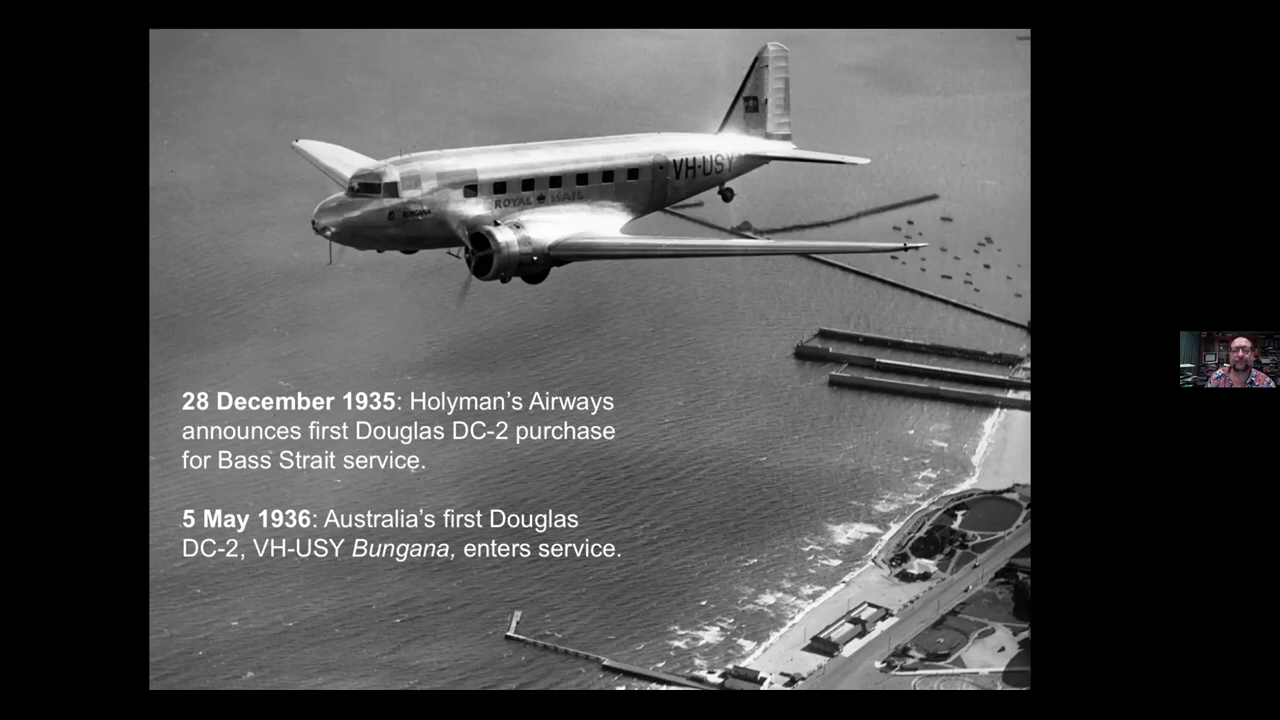 VH-USY
ROYAL MAIL
BUNGANA
28 December 1935: Holyman's Airways
announces first Douglas DC-2 purchase
for Bass Strait service.
5 May 1936: Australia's first Douglas
DC-2, VH-USY Bungana, enters service.